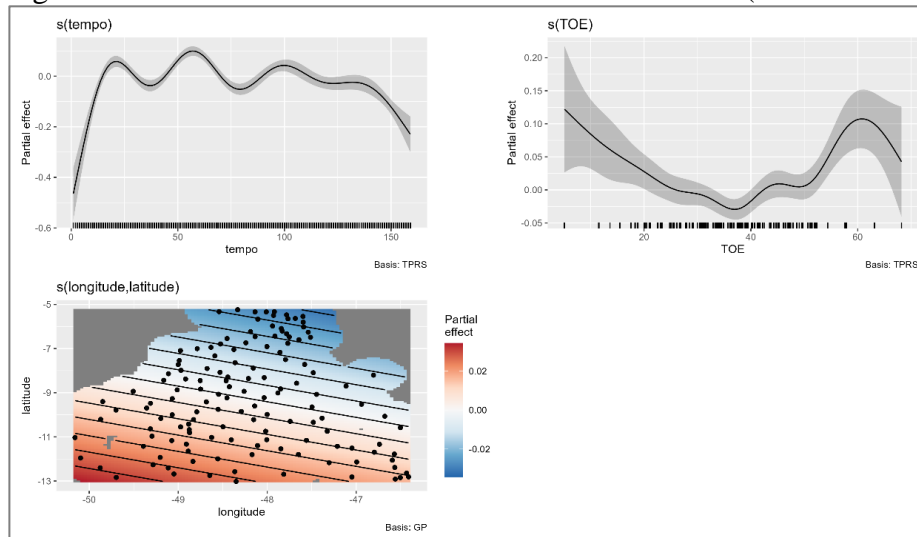 s(tempo)
Partial effect
0.0
-0.2
-0.4
-0.6
0
50
100
150
tempo
Basis: TPRS
s(TOE)
Partial effect
0.20
0.15
0.10
0.05
0.00
-0.05
20
40
60
TOE
Basis: TPRS
s(longitude,latitude)
latitude
-5
-7
-9
-11
-13
-50
-49
-48
-47
longitude
Basis: GP
Partial
effect
0.02
0.00
-0.02